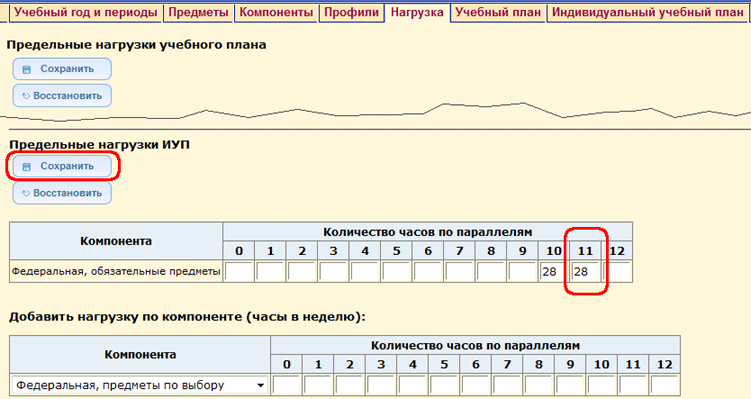 Учебный год и периоды Предметы Компоненты Профили Нагрузка Учебный план Индивидуальный учебный план
Предельные нагрузки учебного плана
Сохранить
Восстановить
Предельные нагрузки ИУП
Сохранить
Восстановить
Компонента Количество часов по параллелям
0 1 2 3 4 5 6 7 8 9 10 11 12
Федеральная, обязательные предметы 28 28
Добавить нагрузку по компоненте (часы в неделю):
Компонента Количество часов по параллелям
0 1 2 3 4 5 6 7 8 9 10 11 12
Федеральная, предметы по выбору